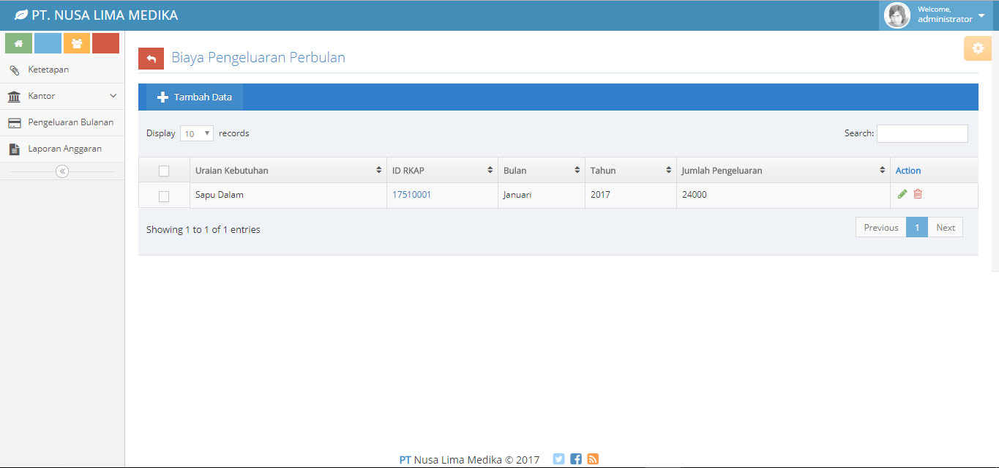 PT. NUSA LIMA MEDIKA
Welcome,
administrator
Ketetapan
Kantor
Pengeluaran Bulanan
Laporan Anggaran
Biaya Pengeluaran Perbulan
Tambah Data
Display 10 records
Search:
Uraian Kebutuhan ID RKAP Bulan Tahun Jumlah Pengeluaran Action
Sapu Dalam 17510001 Januari 2017 24000
Showing 1 to 1 of 1 entries
Previous 1 Next
PT Nusa Lima Medika © 2017